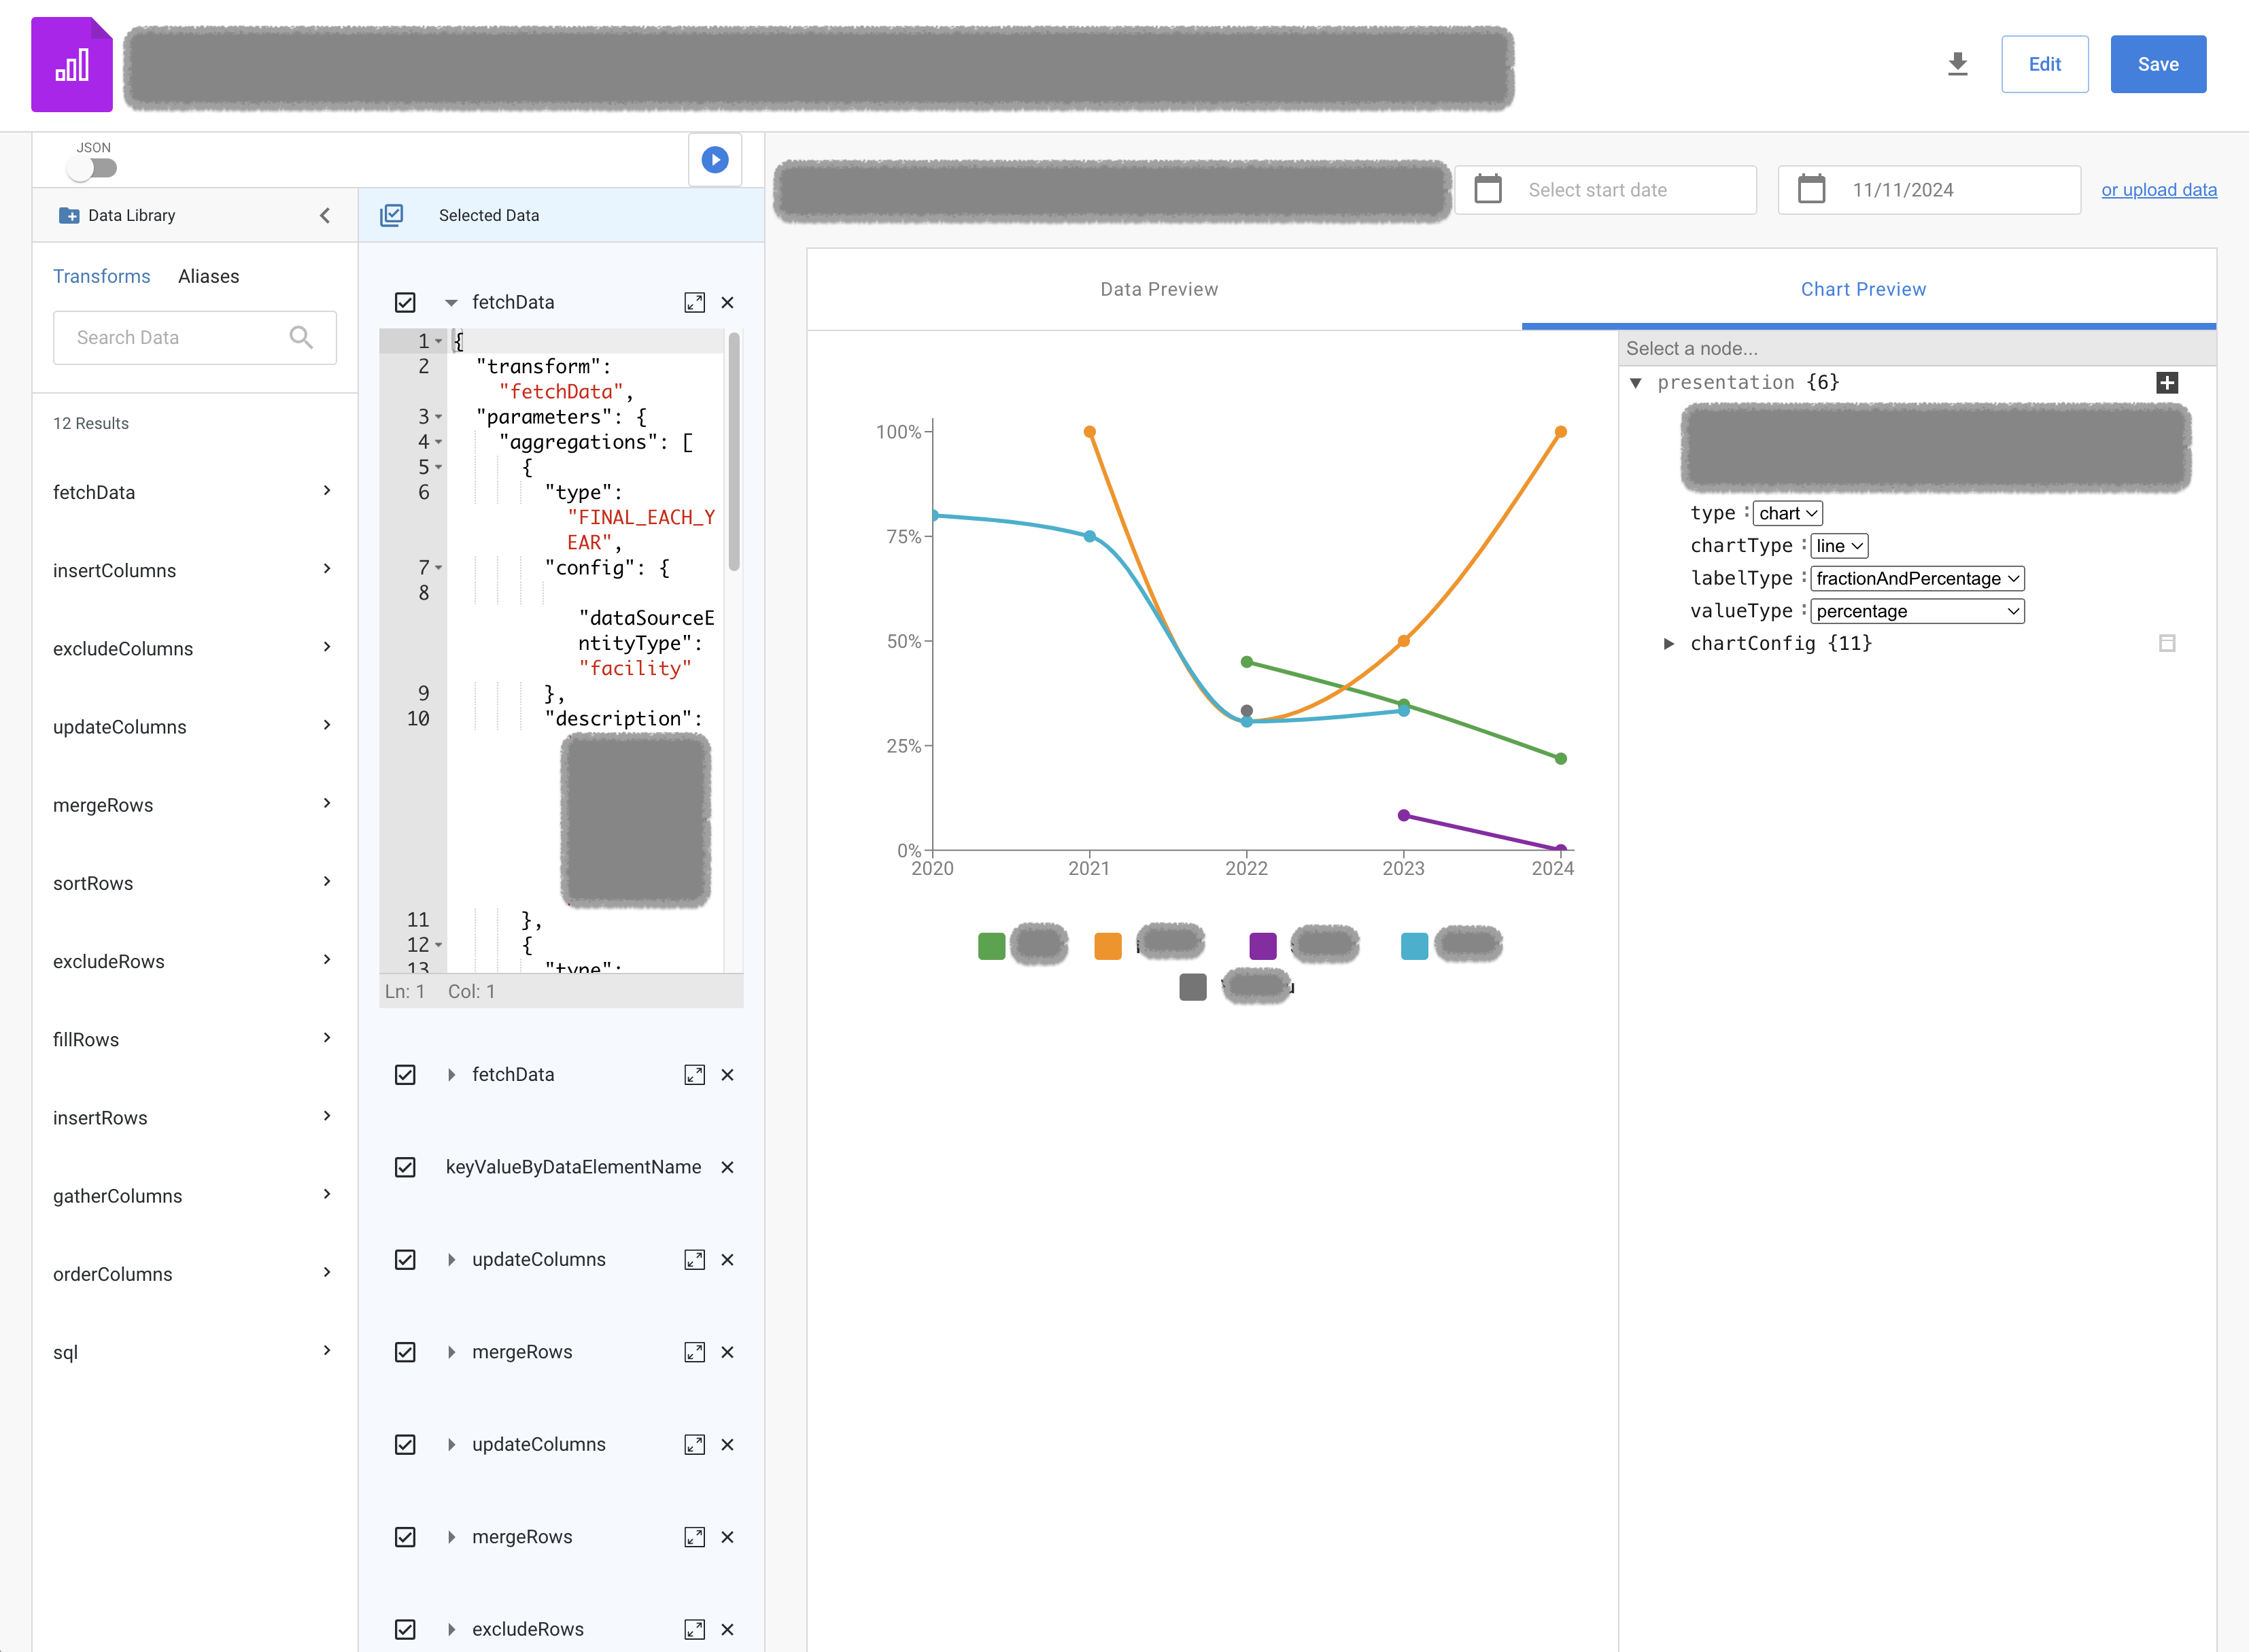 Edit
Save
JSON
Data Library
Selected Data
Select start date
11/11/2024
or upload data
Transforms
Aliases
Search Data
12 Results
fetchData
insertColumns
excludeColumns
updateColumns
mergeRows
sortRows
excludeRows
fillRows
insertRows
gatherColumns
orderColumns
sql
fetchData
1 {
2 "transform":
"fetchData",
3 "parameters": {
4 "aggregations": [
5 {
6 "type":
"FINAL_EACH_Y
EAR",
7 "config": {
8
"dataSourceE
ntityType":
"facility"
9 },
10 "description":
11 },
12 {
13 "type":
Ln: 1 Col: 1
fetchData
keyValueByDataElementName
updateColumns
mergeRows
updateColumns
mergeRows
excludeRows
Data Preview
Chart Preview
100%
75%
50%
25%
0%
2020
2021
2022
2023
2024
Select a node...
presentation {6}
type : chart
chartType : line
labelType : fractionAndPercentage
valueType : percentage
chartConfig {11}